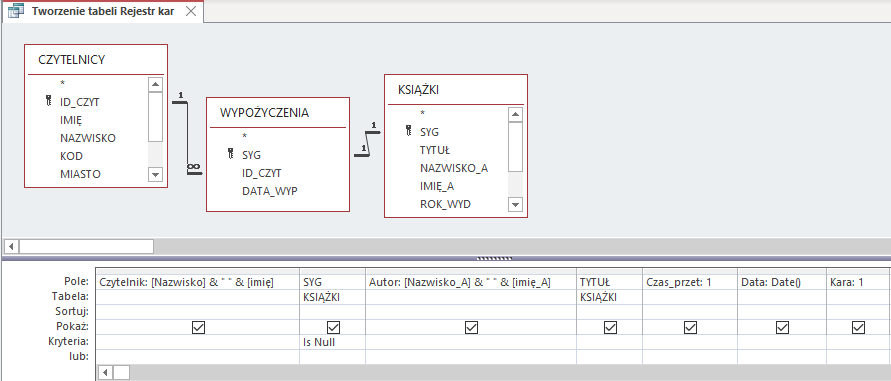 Tworzenie tabeli Rejestr kar
CZYTELNICY
*
ID_CZYT
IMIĘ
NAZWISKO
KOD
MIASTO
1
∞
WYPOŻYCZENIA
*
SYG
ID_CZYT
DATA_WYP
1
1
KSIĄŻKI
*
SYG
TYTUŁ
NAZWISKO_A
IMIĘ_A
ROK_WYD
Pole: Czytelnik: [Nazwisko] & " " & [imię] SYG Autor: [Nazwisko_A] & " " & [imię_A] TYTUŁ Czas_przet: 1 Data: Date() Kara: 1
Tabela: KSIĄŻKI KSIĄŻKI
Sortuj:
Pokaż:
Kryteria: Is Null
lub: